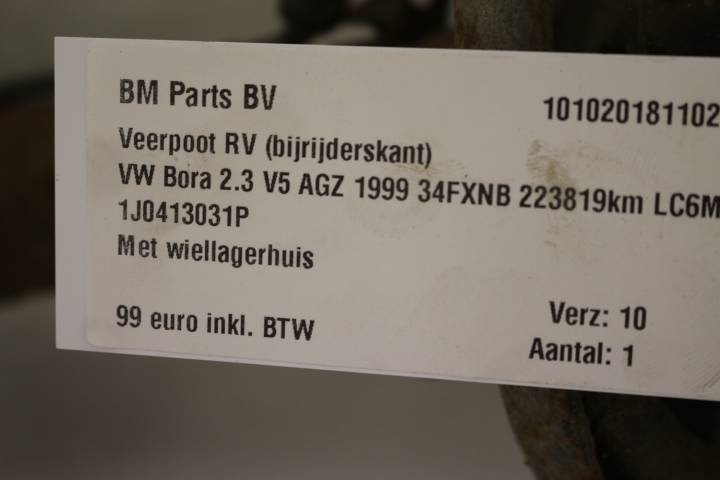 BM Parts BV
101020181102
Veerpoot RV (bijrijderskant)
VW Bora 2.3 V5 AGZ 1999 34FXNB 223819km LC6M
1J0413031P
Met wiellagerhuis
99 euro inkl. BTW
Verz: 10
Aantal: 1